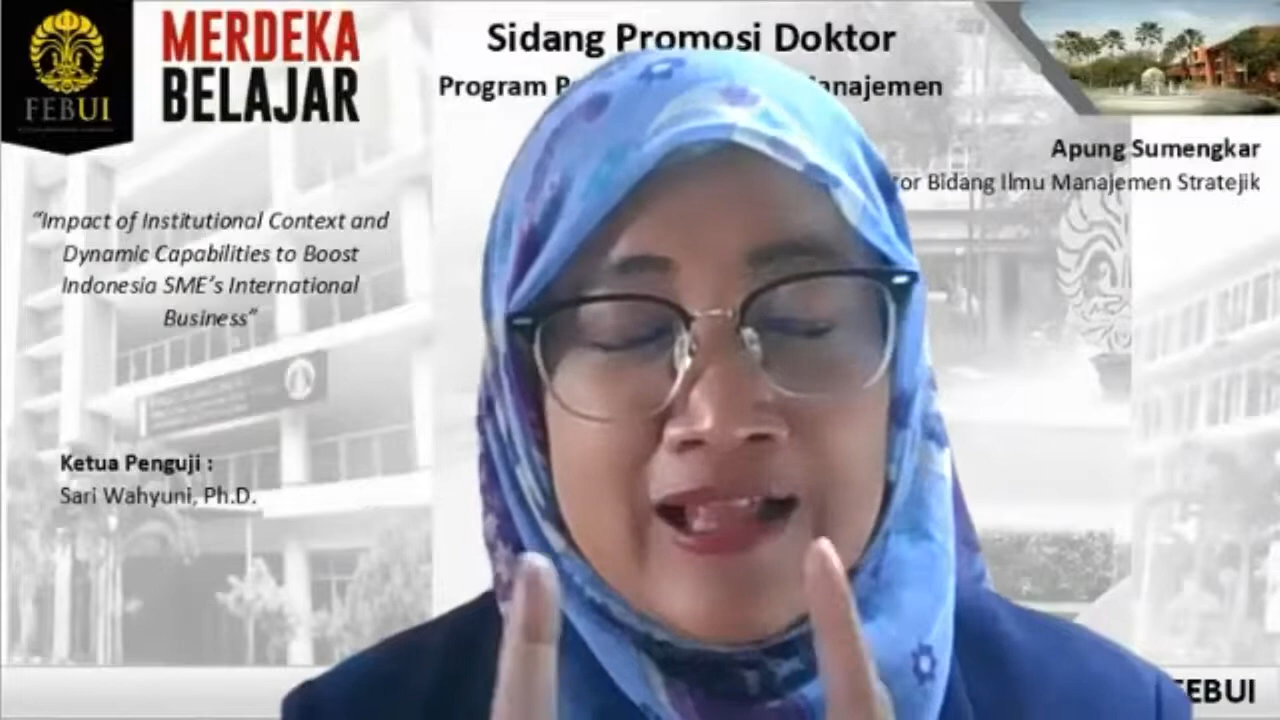 FEBUI
MERDEKA
BELAJAR
Sidang Promosi Doktor
Program
anajemen
Apung Sumengkar
Bidang Ilmu Manajemen Stratejik
“Impact of Institutional Context and
Dynamic Capabilities to Boost
Indonesia SME’s International
Business”
Ketua Penguji :
Sari Wahyuni, Ph.D.
FEBUI